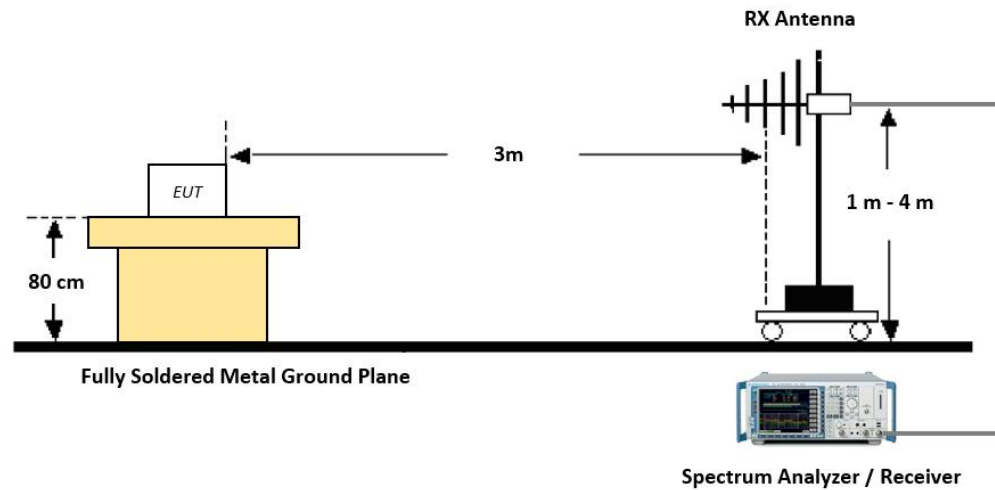 RX Antenna
3m
EUT
1 m - 4 m
80 cm
Fully Soldered Metal Ground Plane
Spectrum Analyzer / Receiver